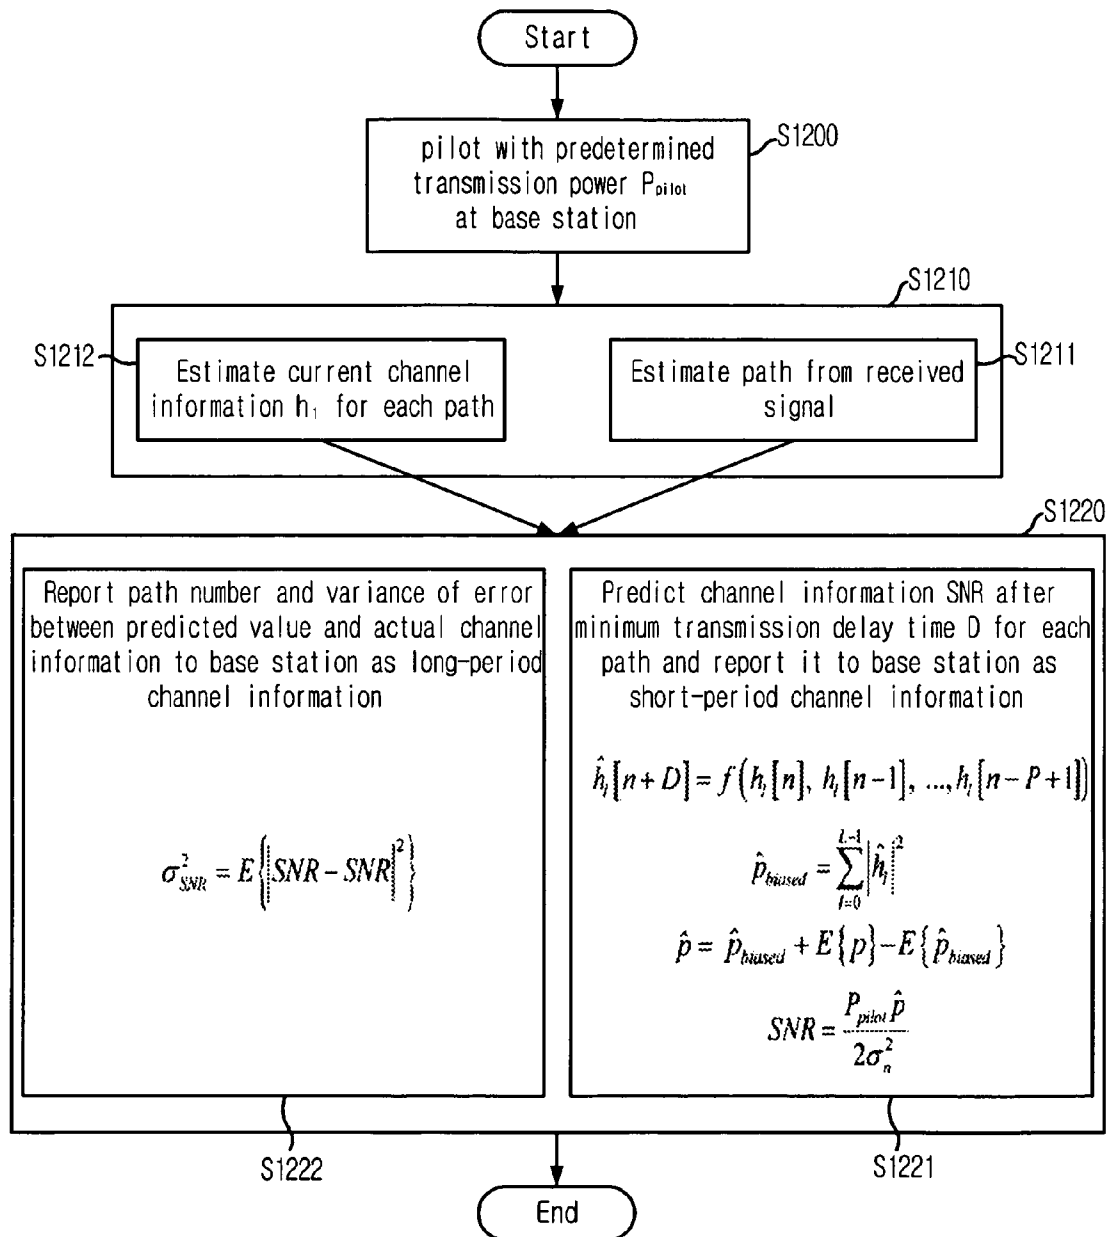 Start
S1200
pilot with predetermined
transmission power P_pilot
at base station
S1210
S1212
Estimate current channel
information h₁ for each path
S1211
Estimate path from received
signal
S1220
Report path number and variance of error
between predicted value and actual channel
information to base station as long-period
channel information
σ²_SNR = E{|SNR − SNR|²}
Predict channel information SNR after
minimum transmission delay time D for each
path and report it to base station as
short-period channel information
ĥ_l[n + D] = f(h_l[n], h_l[n−1], ..., h_l[n − P + 1])
p̂_biased = ∑_{l=0}^{L-1} |ĥ_l|²
p̂ = p̂_biased + E{p} − E{p̂_biased}
SNR = P_pilot p̂ / 2σ²_n
S1222
S1221
End